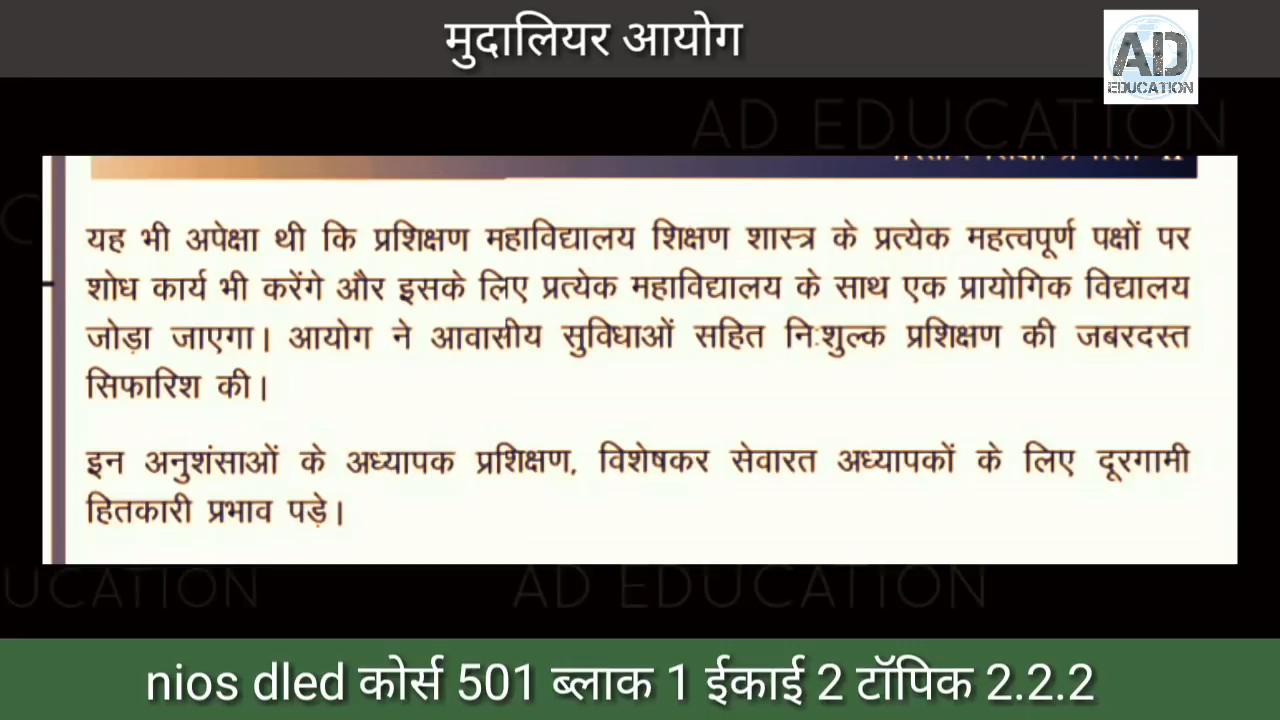 मुदालियर आयोग
AD
EDUCATION
AD EDUCATION
यह भी अपेक्षा थी कि प्रशिक्षण महाविद्यालय शिक्षण शास्त्र के प्रत्येक महत्वपूर्ण पक्षों पर
शोध कार्य भी करेंगे और इसके लिए प्रत्येक महाविद्यालय के साथ एक प्रायोगिक विद्यालय
जोड़ा जाएगा। आयोग ने आवासीय सुविधाओं सहित नि:शुल्क प्रशिक्षण की जबरदस्त
सिफारिश की।
इन अनुशंसाओं के अध्यापक प्रशिक्षण, विशेषकर सेवारत अध्यापकों के लिए दूरगामी
हितकारी प्रभाव पड़े।
UCATION
AD EDUCATION
nios dled कोर्स 501 ब्लाक 1 ईकाई 2 टॉपिक 2.2.2